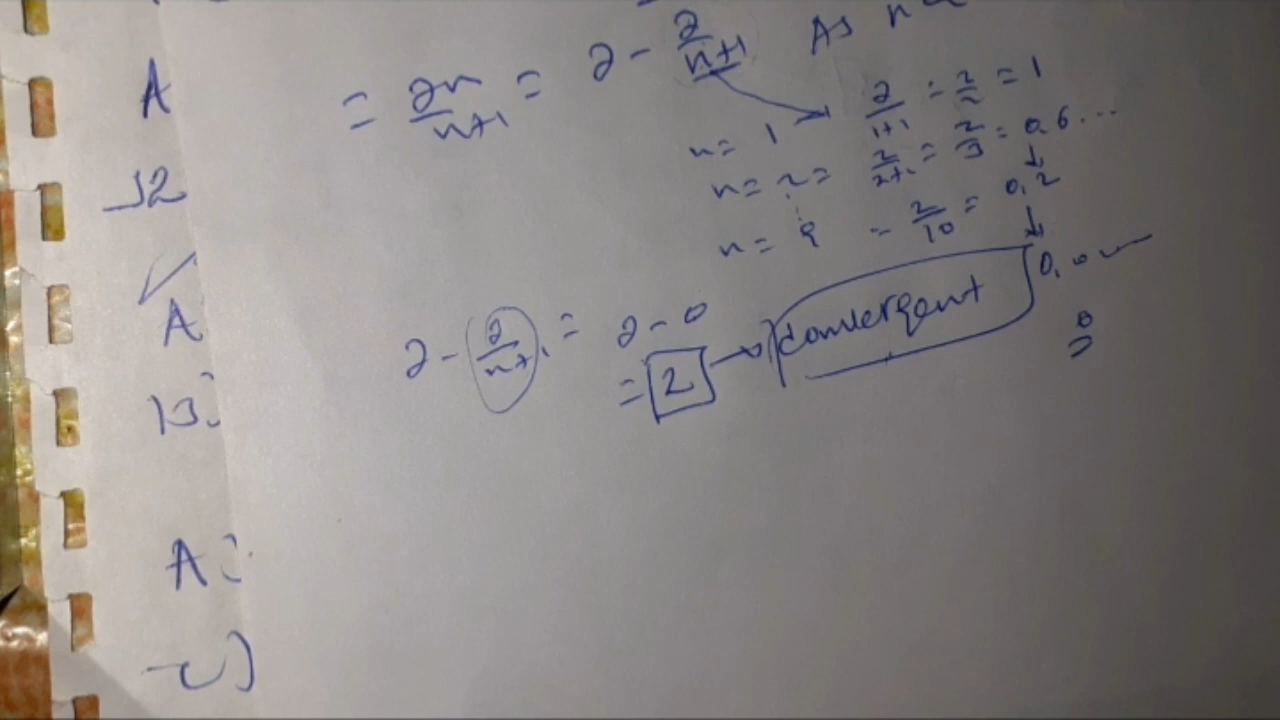 = 2n/n+1 = 2 - 2/n+1 As n
n = 1 → 2/1+1 = 2/2 = 1
n = 2 = 2/2+1 = 2/3 = 0,6...
n = 9 = 2/10 = 0,2
0,0
2 - 2/n+1 = 2 - 0
= 2 → convergent
0
A
12
A
13:
A: